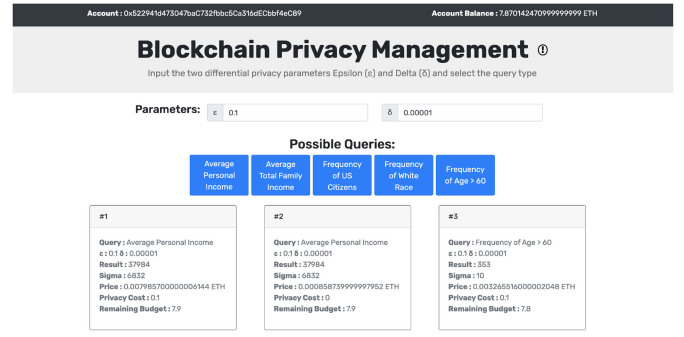 Account : 0x522941d473047baC732fbbc5Ca316dECbbf4eC89 Account Balance : 7.870142470999999999 ETH
Blockchain Privacy Management
Input the two differential privacy parameters Epsilon (ε) and Delta (δ) and select the query type
Parameters: ε 0.1 δ 0.00001
Possible Queries:
Average Personal Income
Average Total Family Income
Frequency of US Citizens
Frequency of White Race
Frequency of Age > 60
#1
Query : Average Personal Income
ε : 0.1 δ : 0.00001
Result : 37984
Sigma : 6832
Price : 0.007985700000006144 ETH
Privacy Cost : 0.1
Remaining Budget : 7.9
#2
Query : Average Personal Income
ε : 0.1 δ : 0.00001
Result : 37984
Sigma : 6832
Price : 0.000858739999997952 ETH
Privacy Cost : 0
Remaining Budget : 7.9
#3
Query : Frequency of Age > 60
ε : 0.1 δ : 0.00001
Result : 353
Sigma : 10
Price : 0.003265516000002048 ETH
Privacy Cost : 0.1
Remaining Budget : 7.8